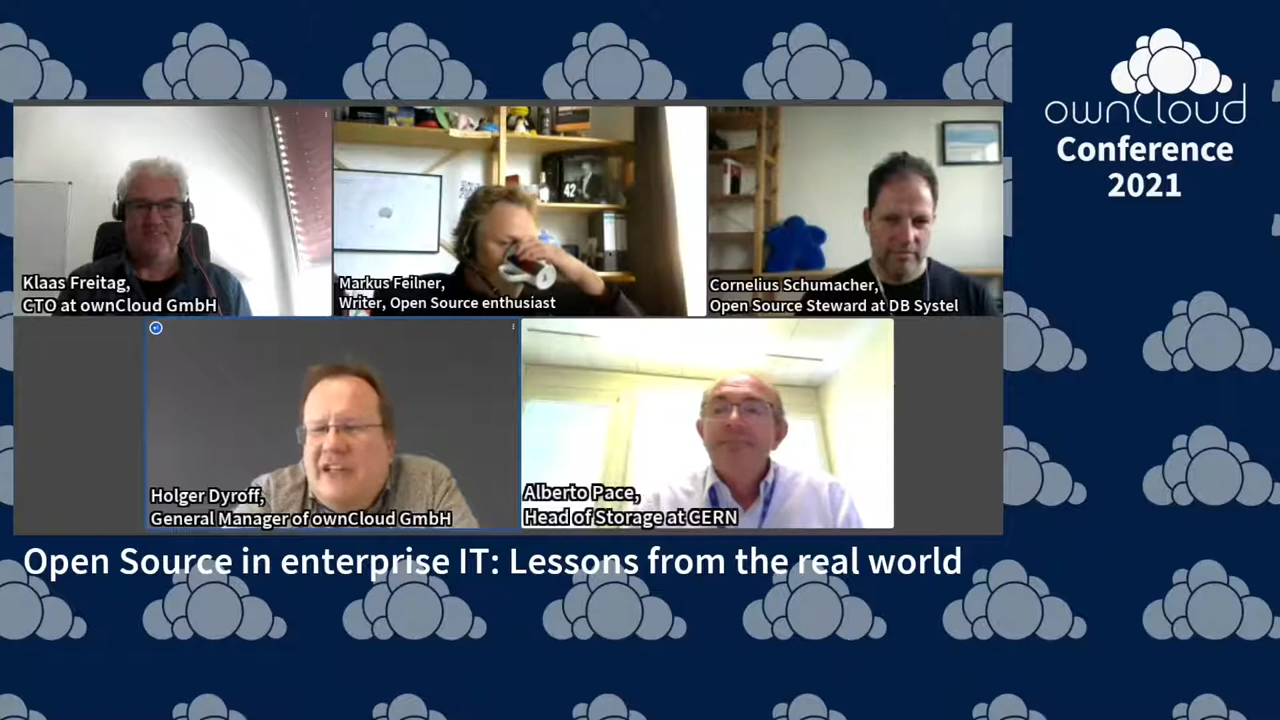 ownCloud
Conference
2021
Klaas Freitag,
CTO at ownCloud GmbH
Markus Feilner,
Writer, Open Source enthusiast
42
Cornelius Schumacher,
Open Source Steward at DB Systel
Holger Dyroff,
General Manager of ownCloud GmbH
Alberto Pace,
Head of Storage at CERN
Open Source in enterprise IT: Lessons from the real world